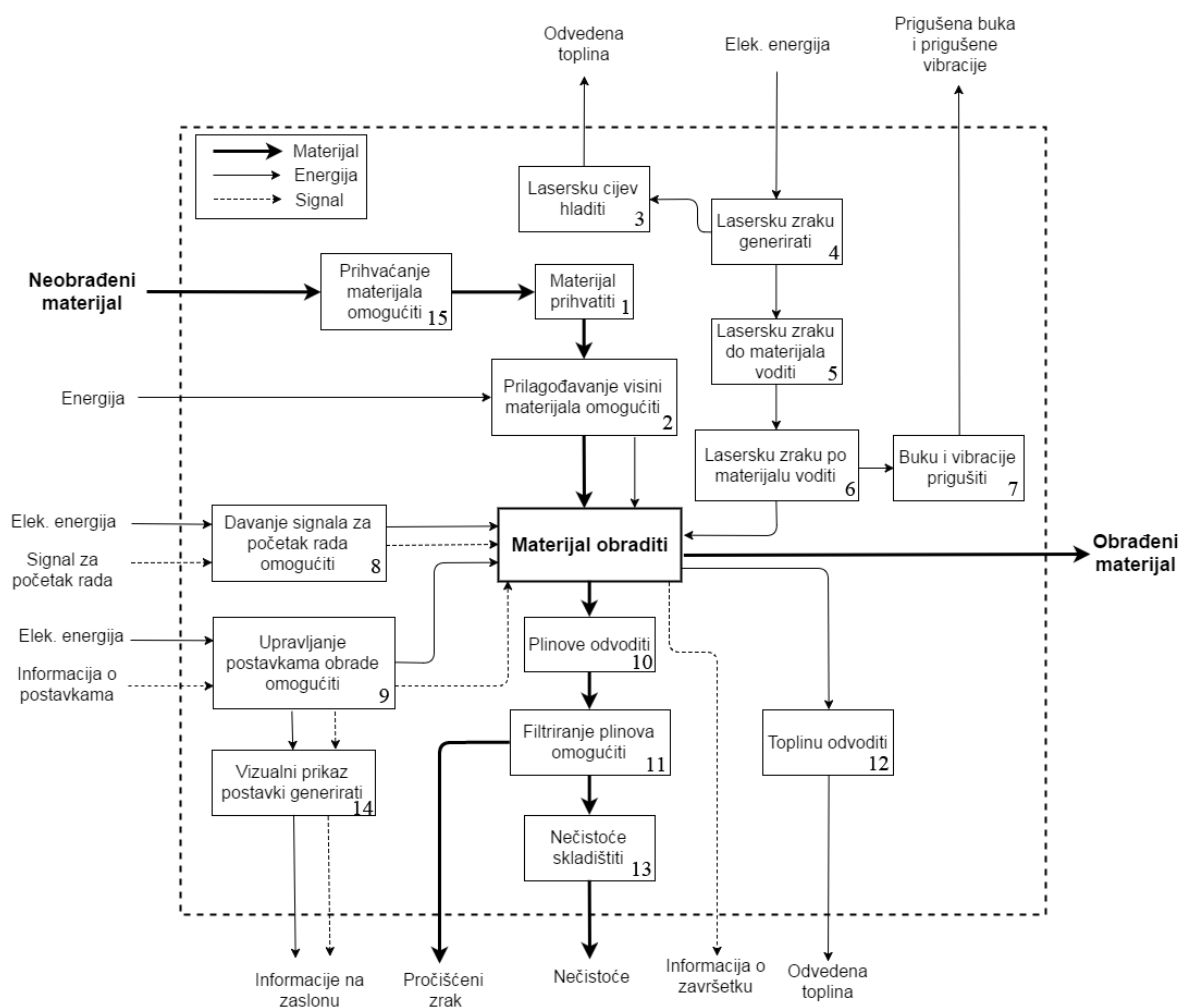 Odvedena
toplina
Elek. energija
Prigušena buka
i prigušene
vibracije
Materijal
Energija
Signal
Lasersku cijev
hladiti
3
Lasersku zraku
generirati
4
Neobrađeni
materijal
Prihvaćanje
materijala
omogućiti
15
Materijal
prihvatiti
1
Lasersku zraku
do materijala
voditi
5
Energija
Prilagođavanje visini
materijala omogućiti
2
Lasersku zraku po
materijalu voditi
6
Buku i vibracije
prigušiti
7
Elek. energija
Signal za
početak rada
Davanje signala za
početak rada
omogućiti
8
Materijal obraditi
Obrađeni
materijal
Elek. energija
Informacija o
postavkama
Upravljanje
postavkama obrade
omogućiti
9
Plinove odvoditi
10
Filtriranje plinova
omogućiti
11
Toplinu odvoditi
12
Vizualni prikaz
postavki generirati
14
Nečistoće
skladištiti
13
Informacije na
zaslonu
Pročišćeni
zrak
Nečistoće
Informacija o
završetku
Odvedena
toplina